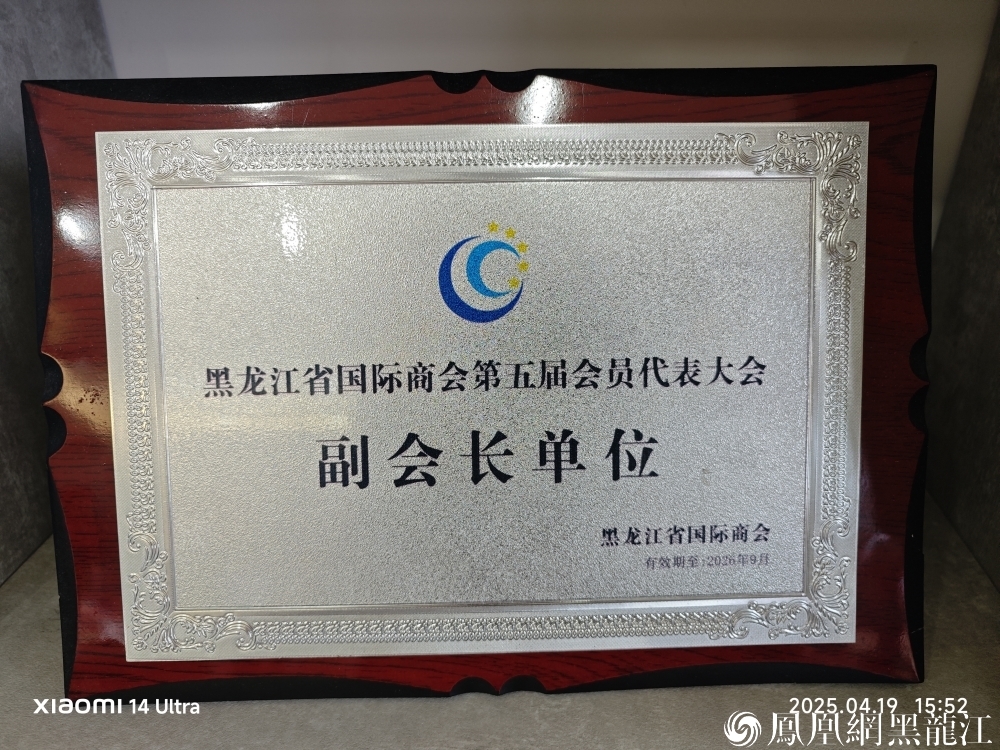 黑龙江省国际商会第五届会员代表大会
副会长单位
黑龙江省国际商会
有效期至:2026年9月
XIAOMI 14 Ultra
2025.04.19 15:52
鳳凰網黑龍江